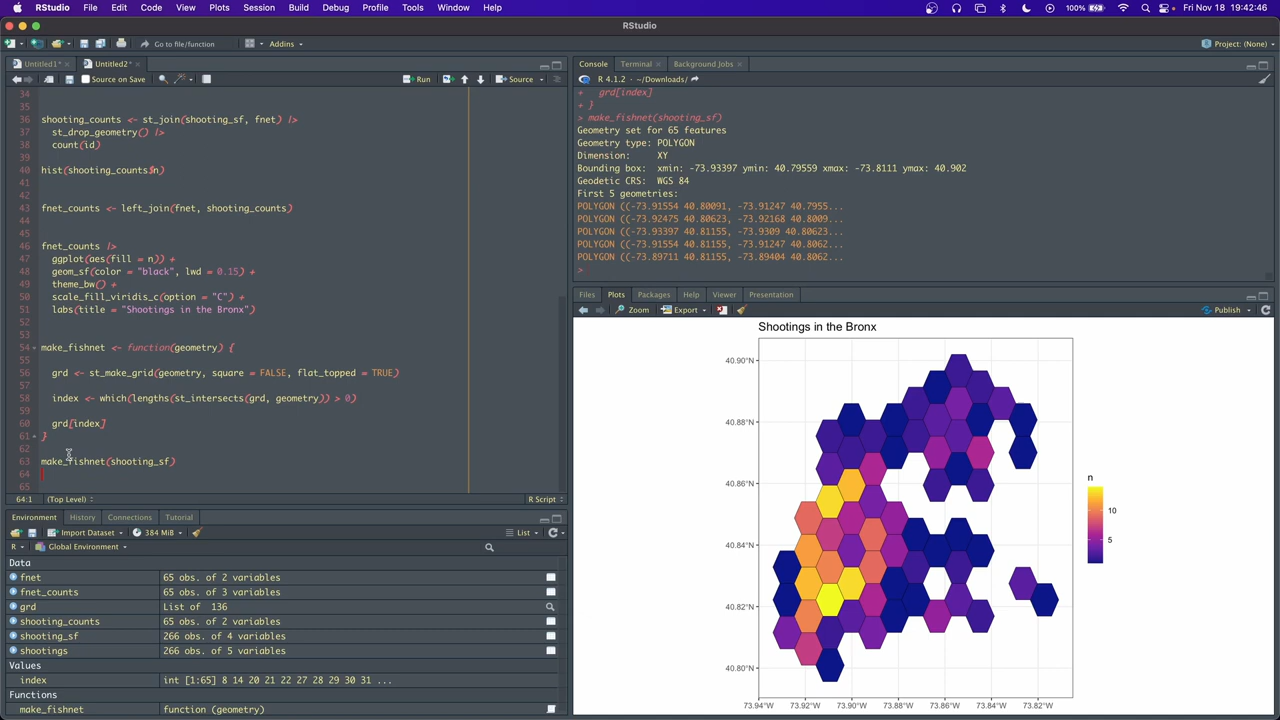 RStudio File Edit Code View Plots Session Build Debug Profile Tools Window Help 100% Fri Nov 18 19:42:46
RStudio
Go to file/function Addins Project: (None)
Untitled1* Untitled2*
Source on Save Run Source
34
35
36 shooting_counts <- st_join(shooting_sf, fnet) |>
37 st_drop_geometry() |>
38 count(id)
39
40 hist(shooting_counts$n)
41
42
43 fnet_counts <- left_join(fnet, shooting_counts)
44
45
46 fnet_counts |>
47 ggplot(aes(fill = n)) +
48 geom_sf(color = "black", lwd = 0.15) +
49 theme_bw() +
50 scale_fill_viridis_c(option = "C") +
51 labs(title = "Shootings in the Bronx")
52
53
54 make_fishnet <- function(geometry) {
55
56 grd <- st_make_grid(geometry, square = FALSE, flat_topped = TRUE)
57
58 index <- which(lengths(st_intersects(grd, geometry)) > 0)
59
60 grd[index]
61 }
62
63 make_fishnet(shooting_sf)
64
65
64:1 (Top Level) R Script
Console Terminal Background Jobs
R 4.1.2 · ~/Downloads/
+ grd[index]
+ }
> make_fishnet(shooting_sf)
Geometry set for 65 features
Geometry type: POLYGON
Dimension: XY
Bounding box: xmin: -73.93397 ymin: 40.79559 xmax: -73.8111 ymax: 40.902
Geodetic CRS: WGS 84
First 5 geometries:
POLYGON ((-73.91554 40.80091, -73.91247 40.7955...
POLYGON ((-73.92475 40.80623, -73.92168 40.8009...
POLYGON ((-73.93397 40.81155, -73.9309 40.80623...
POLYGON ((-73.91554 40.81155, -73.91247 40.8062...
POLYGON ((-73.89711 40.81155, -73.89404 40.8062...
>
Environment History Connections Tutorial
Import Dataset 384 MiB List
R Global Environment
Data
fnet 65 obs. of 2 variables
fnet_counts 65 obs. of 3 variables
grd List of 136
shooting_counts 65 obs. of 2 variables
shooting_sf 266 obs. of 4 variables
shootings 266 obs. of 5 variables
Values
index int [1:65] 8 14 20 21 22 27 28 29 30 31 ...
Functions
make_fishnet function (geometry)
Files Plots Packages Help Viewer Presentation
Zoom Export Publish
Shootings in the Bronx
40.90°N
40.88°N
40.86°N
40.84°N
40.82°N
40.80°N
73.94°W 73.92°W 73.90°W 73.88°W 73.86°W 73.84°W 73.82°W
n
10
5